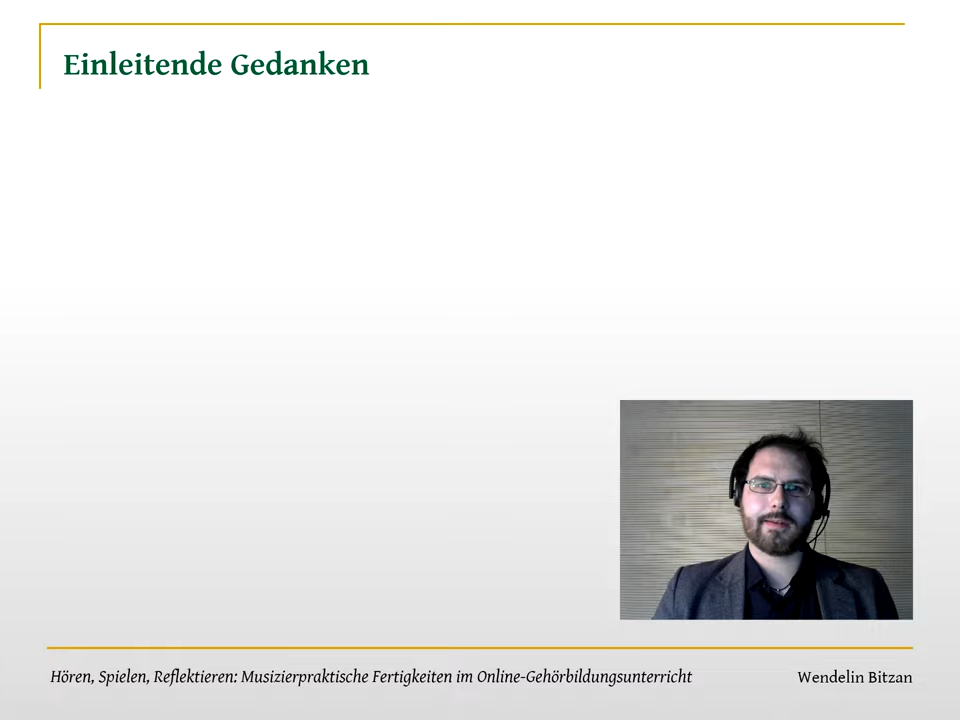 Einleitende Gedanken
Hören, Spielen, Reflektieren: Musizierpraktische Fertigkeiten im Online-Gehörbildungsunterricht
Wendelin Bitzan